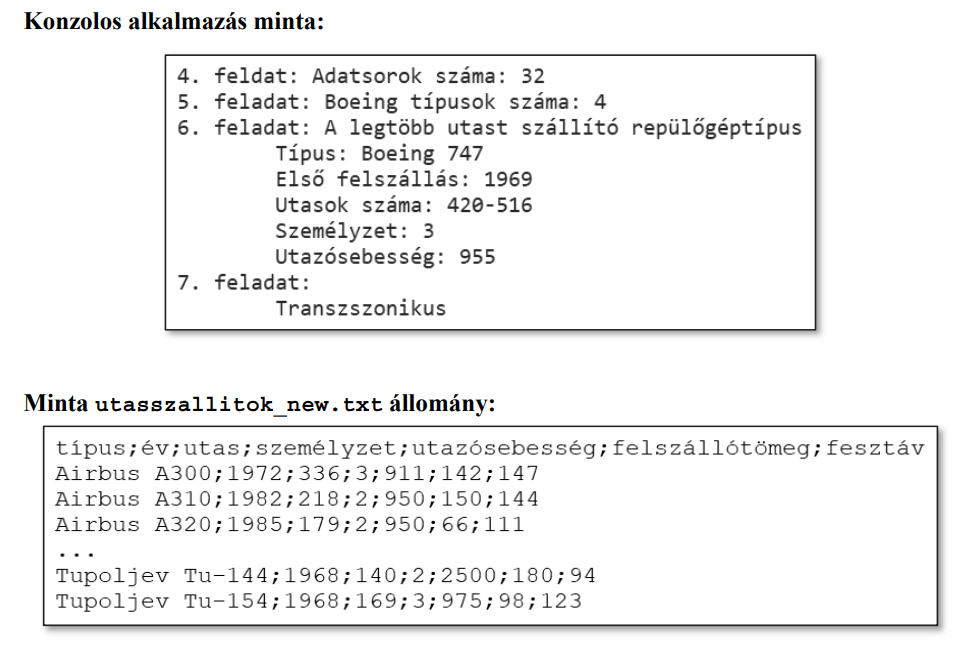 Konzolos alkalmazás minta:
4. feldat: Adatsorok száma: 32
5. feladat: Boeing típusok száma: 4
6. feladat: A legtöbb utast szállító repülőgéptípus
Típus: Boeing 747
Első felszállás: 1969
Utasok száma: 420-516
Személyzet: 3
Utazósebesség: 955
7. feladat:
Transzszonikus
Minta utasszallitok_new.txt állomány:
típus;év;utas;személyzet;utazósebesség;felszállótömeg;fesztáv
Airbus A300;1972;336;3;911;142;147
Airbus A310;1982;218;2;950;150;144
Airbus A320;1985;179;2;950;66;111
...
Tupoljev Tu-144;1968;140;2;2500;180;94
Tupoljev Tu-154;1968;169;3;975;98;123